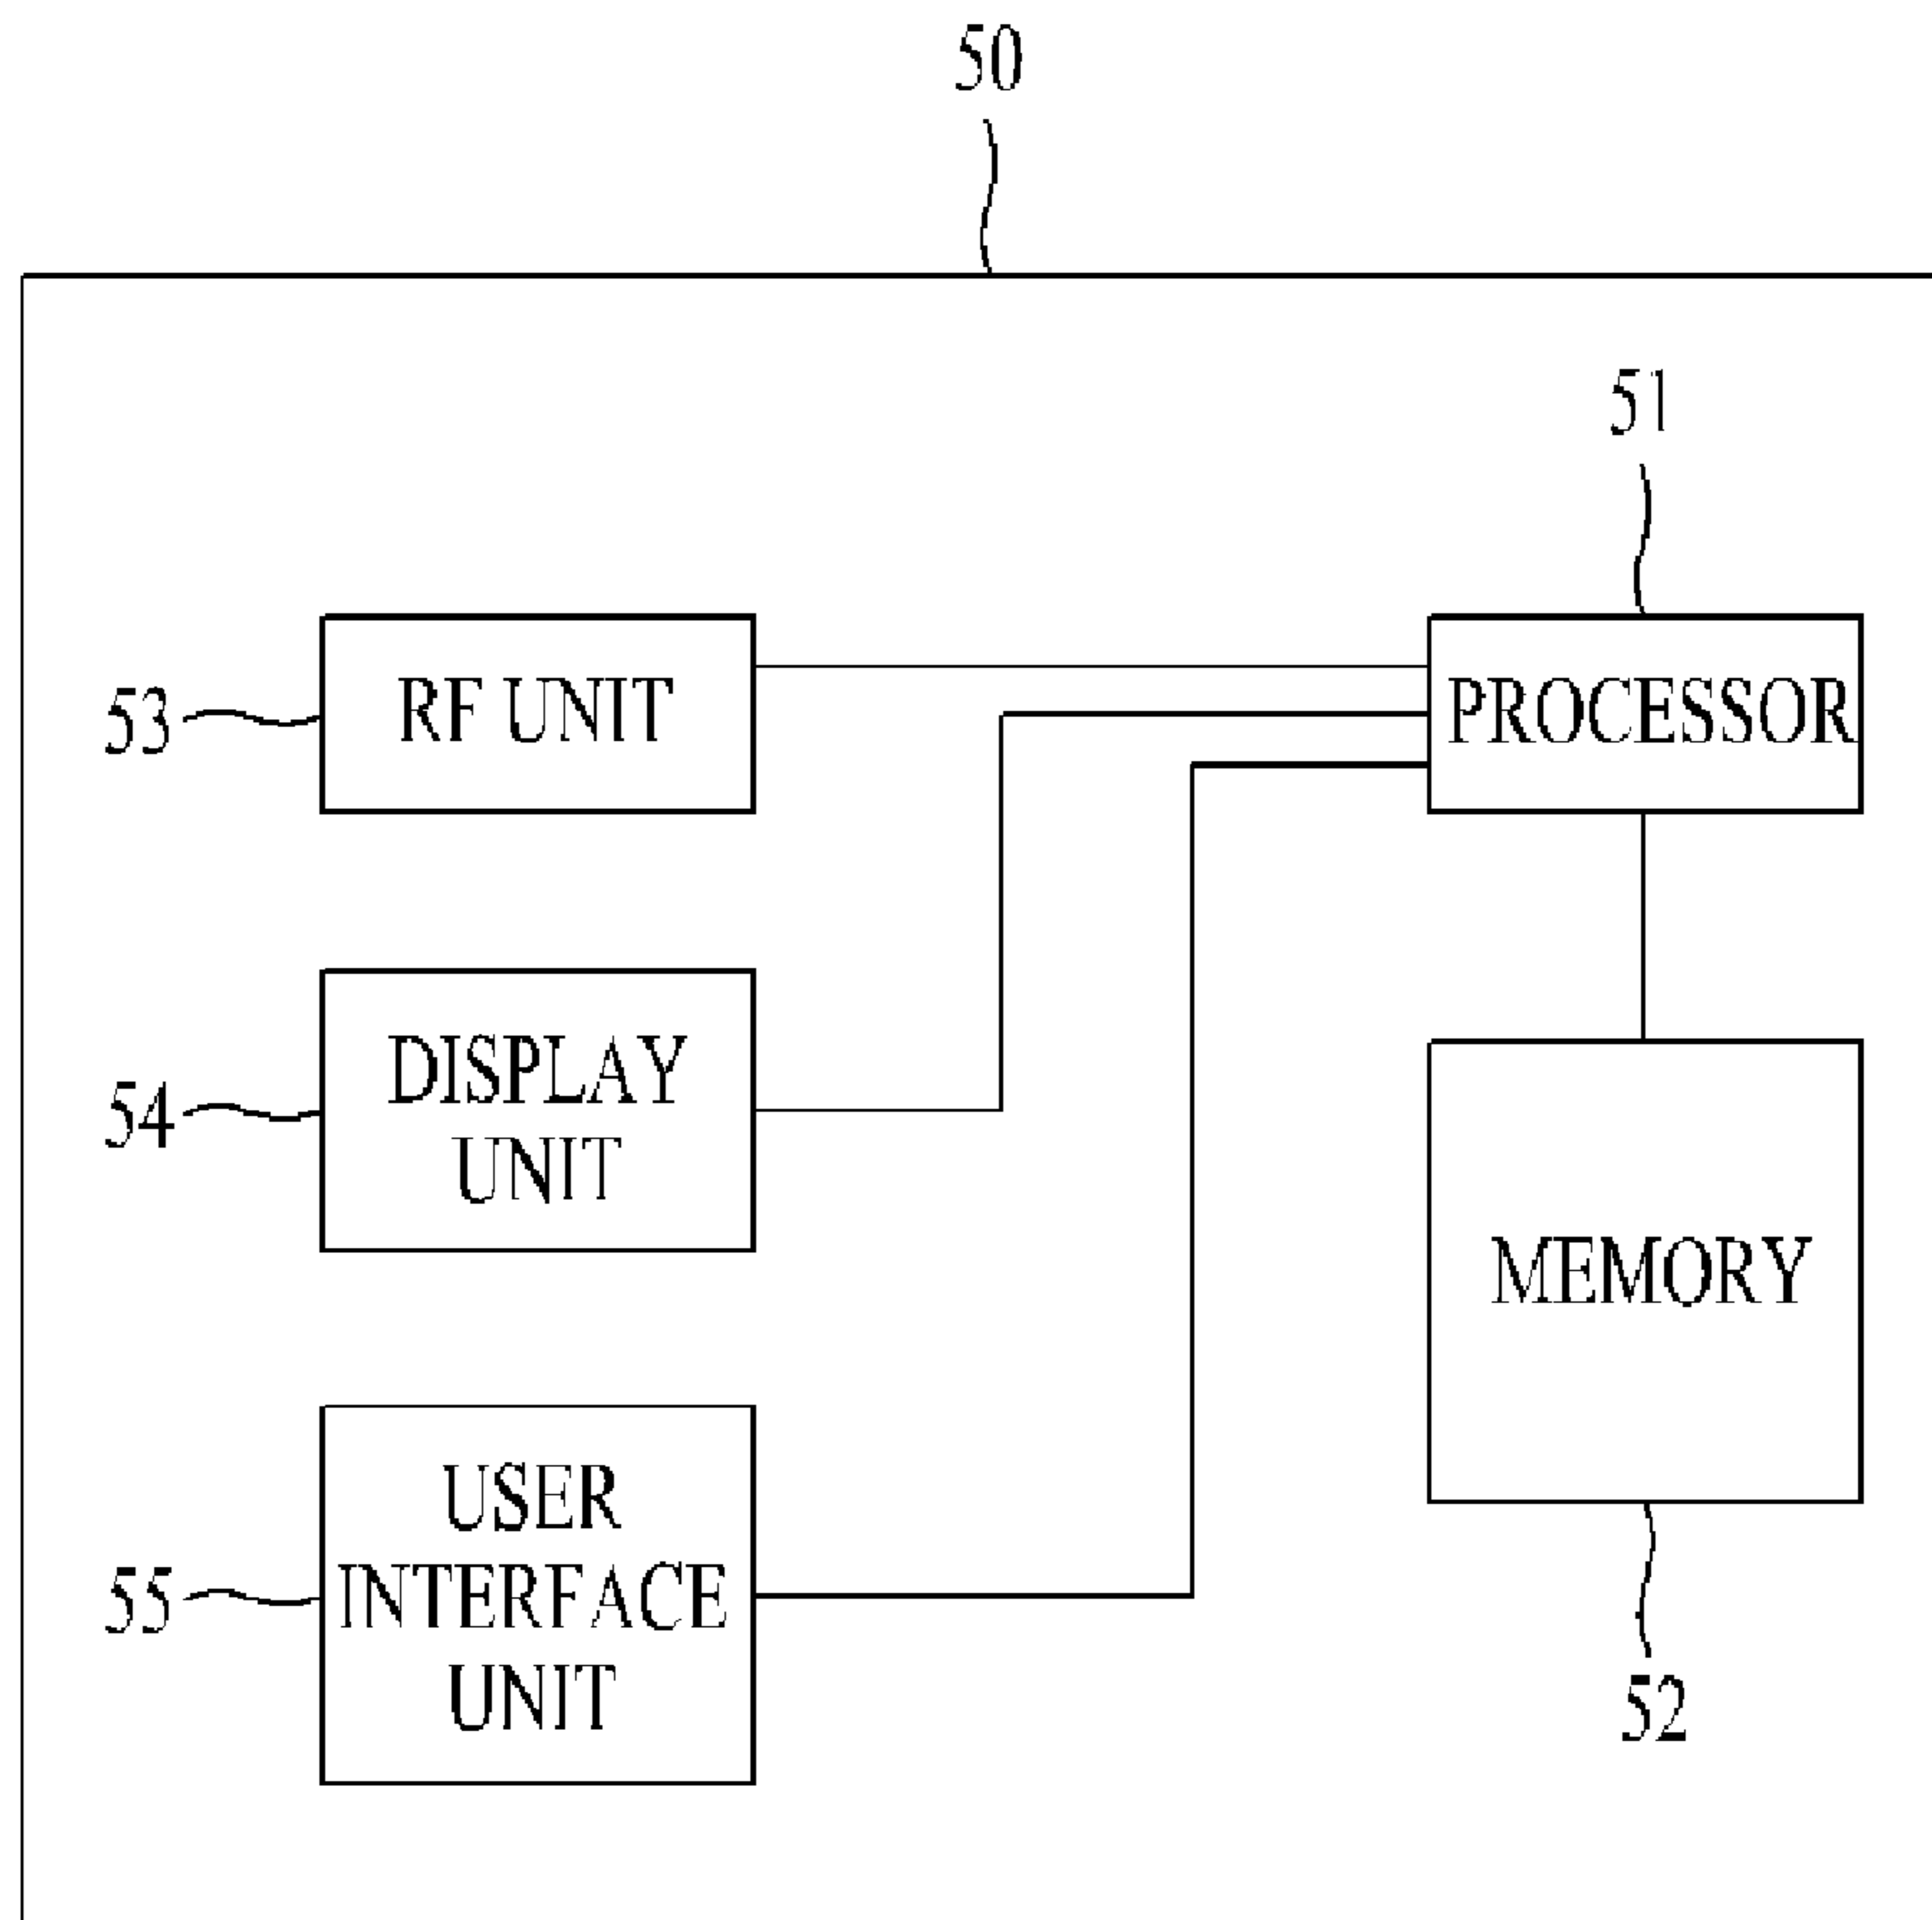 50
51
53
RF UNIT
PROCESSOR
54
DISPLAY
UNIT
MEMORY
55
USER
INTERFACE
UNIT
52